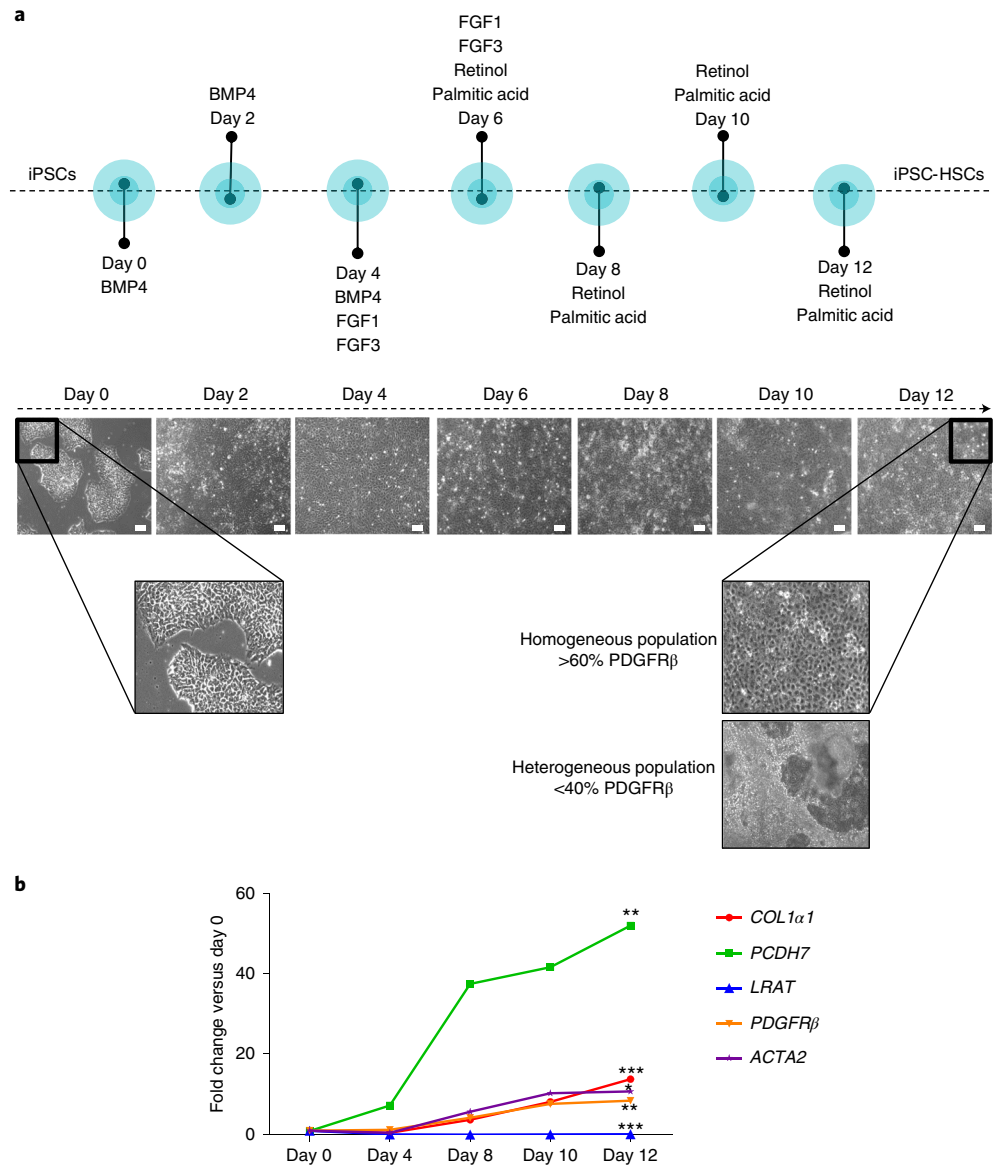 a
iPSCs
iPSC-HSCs
Day 0
BMP4
BMP4
Day 2
Day 4
BMP4
FGF1
FGF3
FGF1
FGF3
Retinol
Palmitic acid
Day 6
Day 8
Retinol
Palmitic acid
Retinol
Palmitic acid
Day 10
Day 12
Retinol
Palmitic acid
Day 0
Day 2
Day 4
Day 6
Day 8
Day 10
Day 12
Homogeneous population
>60% PDGFRβ
Heterogeneous population
<40% PDGFRβ
b
Fold change versus day 0
60
40
20
0
Day 0
Day 4
Day 8
Day 10
Day 12
**
***
*
**
***
COL1α1
PCDH7
LRAT
PDGFRβ
ACTA2